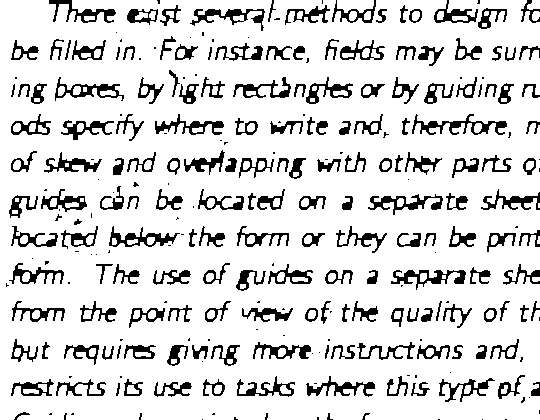 There exist several methods to design fo
be filled in. For instance, fields may be surr
ing boxes, by light rectangles or by guiding ru
ods specify where to write and, therefore, m
of skew and overlapping with other parts of
guides can be located on a separate sheet
located below the form or they can be print
form. The use of guides on a separate she
from the point of view of the quality of th
but requires giving more instructions and,
restricts its use to tasks where this type of a